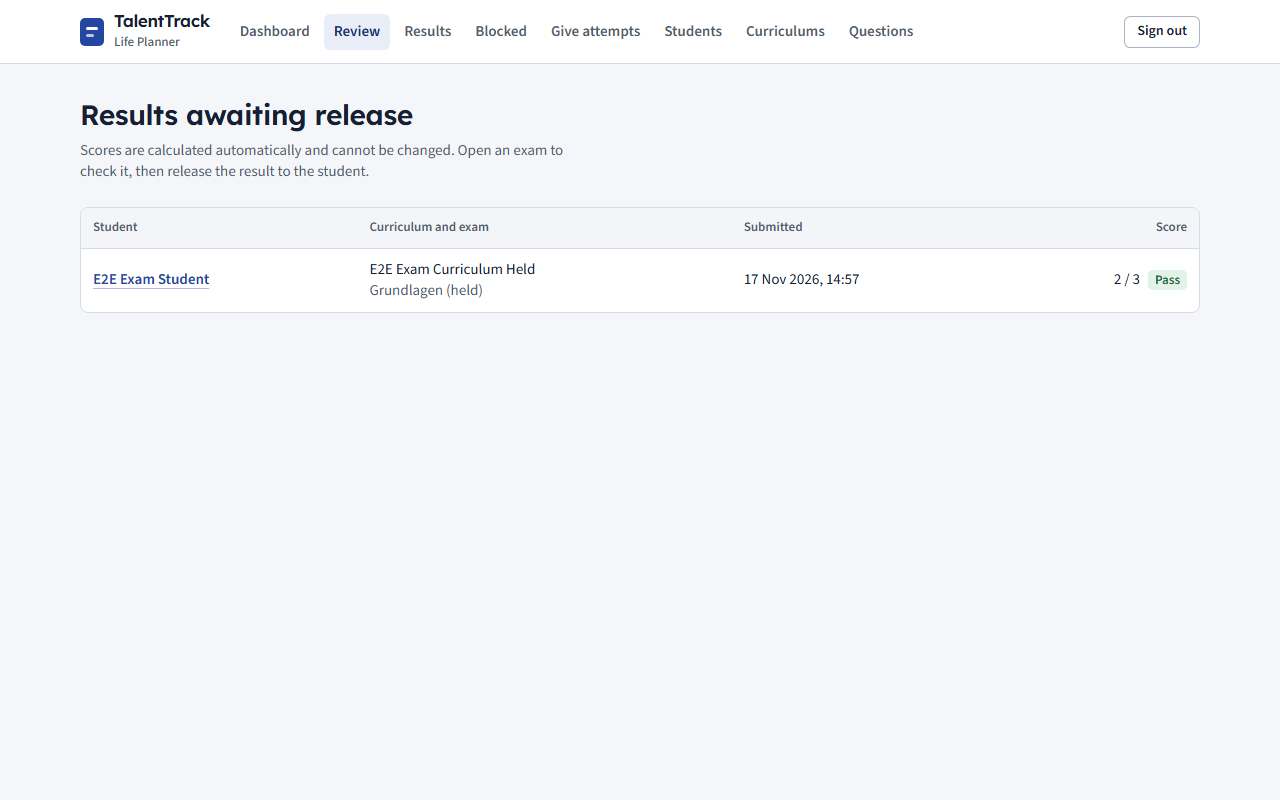 TalentTrack
Life Planner
Dashboard
Review
Results
Blocked
Give attempts
Students
Curriculums
Questions
Sign out
Results awaiting release
Scores are calculated automatically and cannot be changed. Open an exam to
check it, then release the result to the student.
Student
Curriculum and exam
Submitted
Score
E2E Exam Student
E2E Exam Curriculum Held
Grundlagen (held)
17 Nov 2026, 14:57
2 / 3
Pass